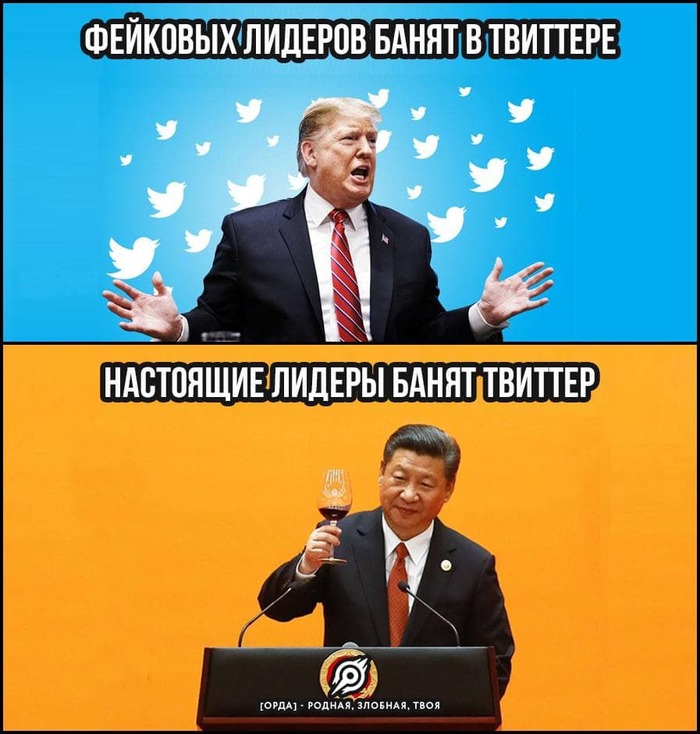 ФЕЙКОВЫХ ЛИДЕРОВ БАНЯТ В ТВИТТЕРЕ
НАСТОЯЩИЕ ЛИДЕРЫ БАНЯТ ТВИТТЕР
[ОРДА] - РОДНАЯ, ЗЛОБНАЯ, ТВОЯ